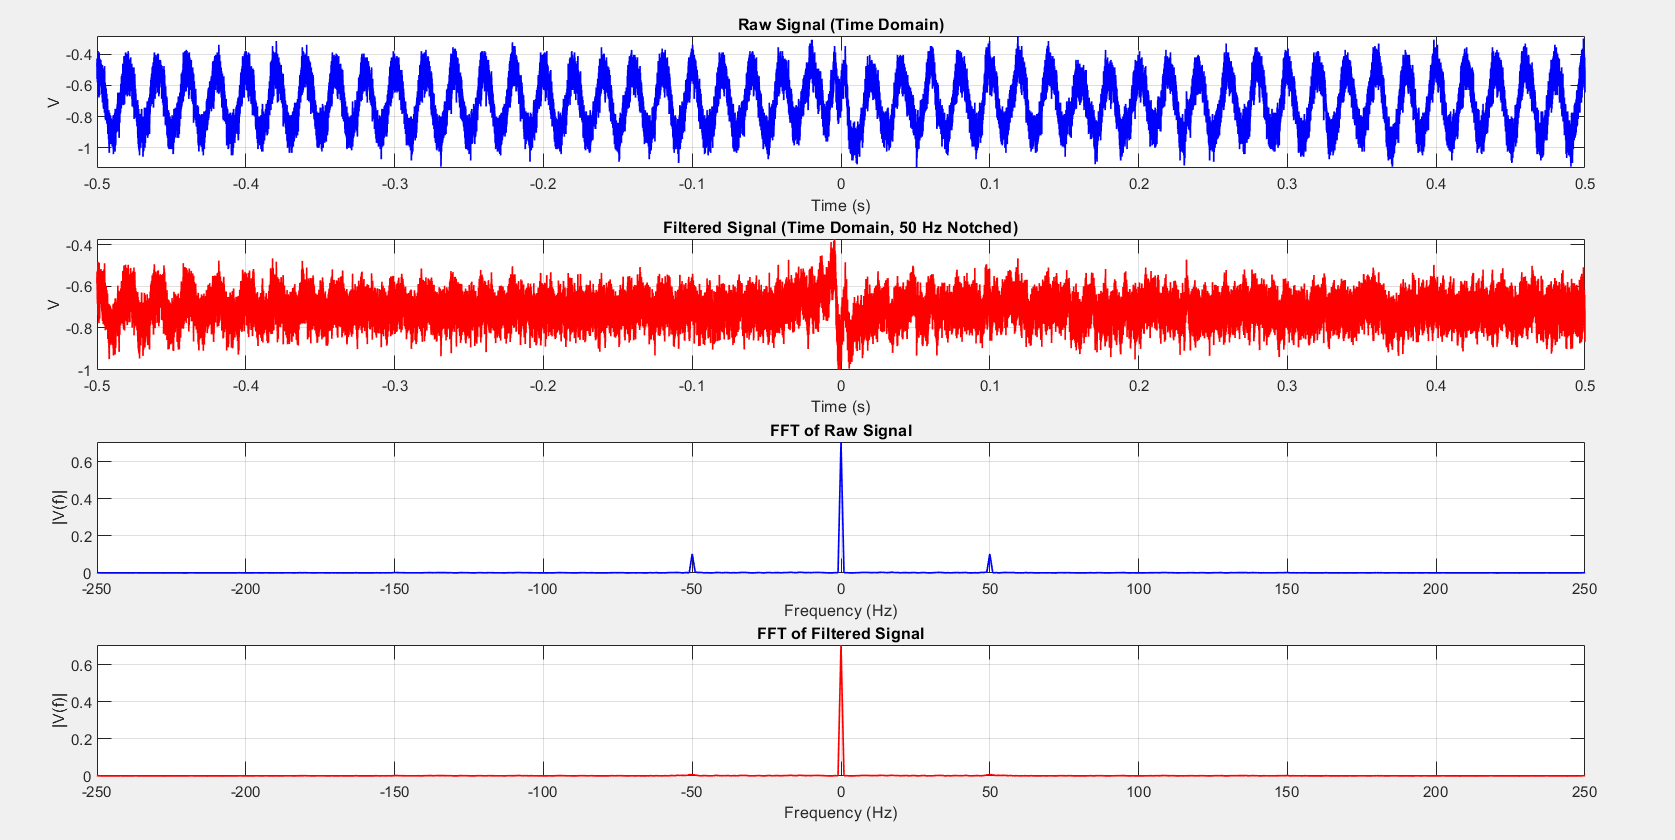 Raw Signal (Time Domain)
-0.4
-0.6
-0.8
-1
V
-0.5 -0.4 -0.3 -0.2 -0.1 0 0.1 0.2 0.3 0.4 0.5
Time (s)
Filtered Signal (Time Domain, 50 Hz Notched)
-0.4
-0.6
-0.8
-1
V
-0.5 -0.4 -0.3 -0.2 -0.1 0 0.1 0.2 0.3 0.4 0.5
Time (s)
FFT of Raw Signal
0.6
0.4
0.2
0
|V(f)|
-250 -200 -150 -100 -50 0 50 100 150 200 250
Frequency (Hz)
FFT of Filtered Signal
0.6
0.4
0.2
0
|V(f)|
-250 -200 -150 -100 -50 0 50 100 150 200 250
Frequency (Hz)